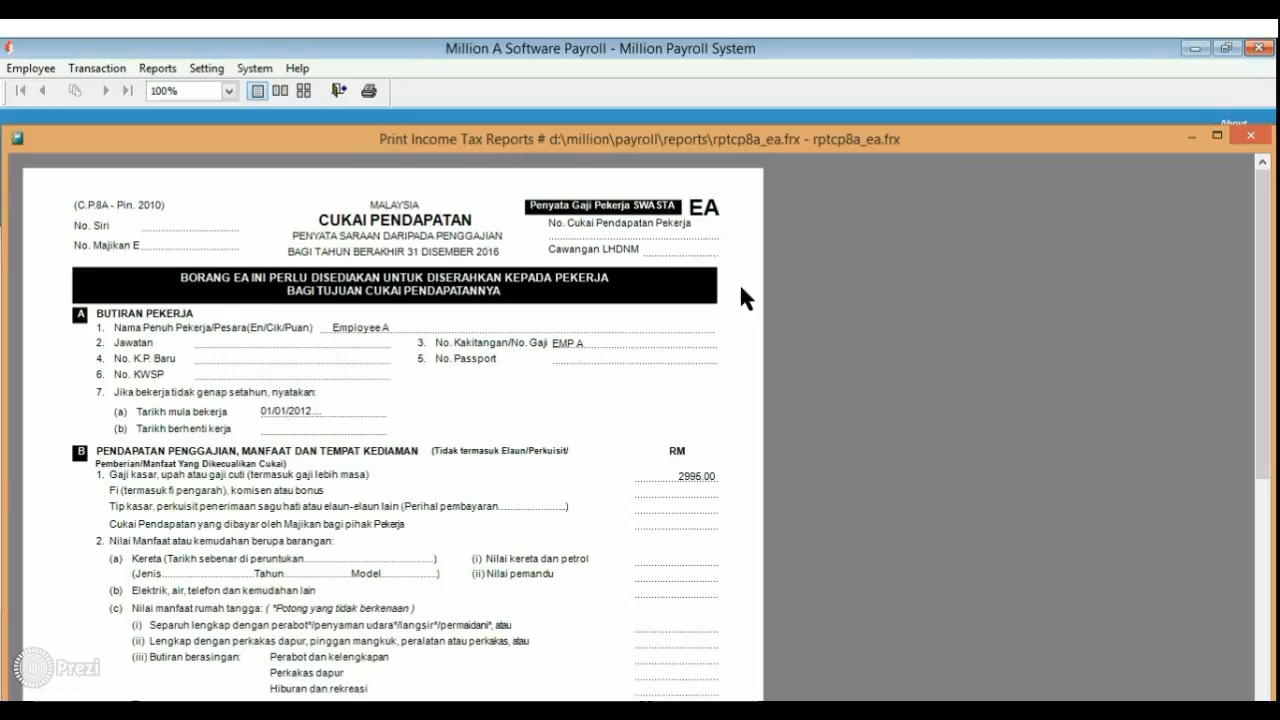 Million A Software Payroll - Million Payroll System
Employee Transaction Reports Setting System Help
100%
About
Print Income Tax Reports # d:\million\payroll\reports\rptcp8a_ea.frx - rptcp8a_ea.frx
(C.P.8A - Pin. 2010) MALAYSIA Penyata Gaji Pekerja SWASTA EA
No. Siri CUKAI PENDAPATAN No. Cukai Pendapatan Pekerja
No. Majikan E PENYATA SARAAN DARIPADA PENGGAJIAN
BAGI TAHUN BERAKHIR 31 DISEMBER 2016 Cawangan LHDNM
BORANG EA INI PERLU DISEDIAKAN UNTUK DISERAHKAN KEPADA PEKERJA
BAGI TUJUAN CUKAI PENDAPATANNYA
A BUTIRAN PEKERJA
1. Nama Penuh Pekerja/Pesara(En/Cik/Puan) Employee A
2. Jawatan 3. No. Kakitangan/No. Gaji EMP A
4. No. K.P. Baru 5. No. Passport
6. No. KWSP
7. Jika bekerja tidak genap setahun, nyatakan:
(a) Tarikh mula bekerja 01/01/2012
(b) Tarikh berhenti kerja
B PENDAPATAN PENGGAJIAN, MANFAAT DAN TEMPAT KEDIAMAN (Tidak termasuk Elaun/Perkuisit/ RM
Pemberian/Manfaat Yang Dikecualikan Cukai)
1. Gaji kasar, upah atau gaji cuti (termasuk gaji lebih masa) 2995.00
Fi (termasuk fi pengarah), komisen atau bonus
Tip kasar, perkuisit penerimaan sagu hati atau elaun-elaun lain (Perihal pembayaran........................)
Cukai Pendapatan yang dibayar oleh Majikan bagi pihak Pekerja
2. Nilai Manfaat atau kemudahan berupa barangan:
(a) Kereta (Tarikh sebenar di peruntukan..............................................) (i) Nilai kereta dan petrol
(Jenis................................Tahun.......................Model....................) (ii) Nilai pemandu
(b) Elektrik, air, telefon dan kemudahan lain
(c) Nilai manfaat rumah tangga: ( *Potong yang tidak berkenaan )
(i) Separuh lengkap dengan perabot*/penyaman udara*/langsir*/permaidani*, atau
(ii) Lengkap dengan perkakas dapur, pinggan mangkuk, peralatan atau perkakas, atau
(iii) Butiran berasingan: Perabot dan kelengkapan
Perkakas dapur
Hiburan dan rekreasi
Prezi